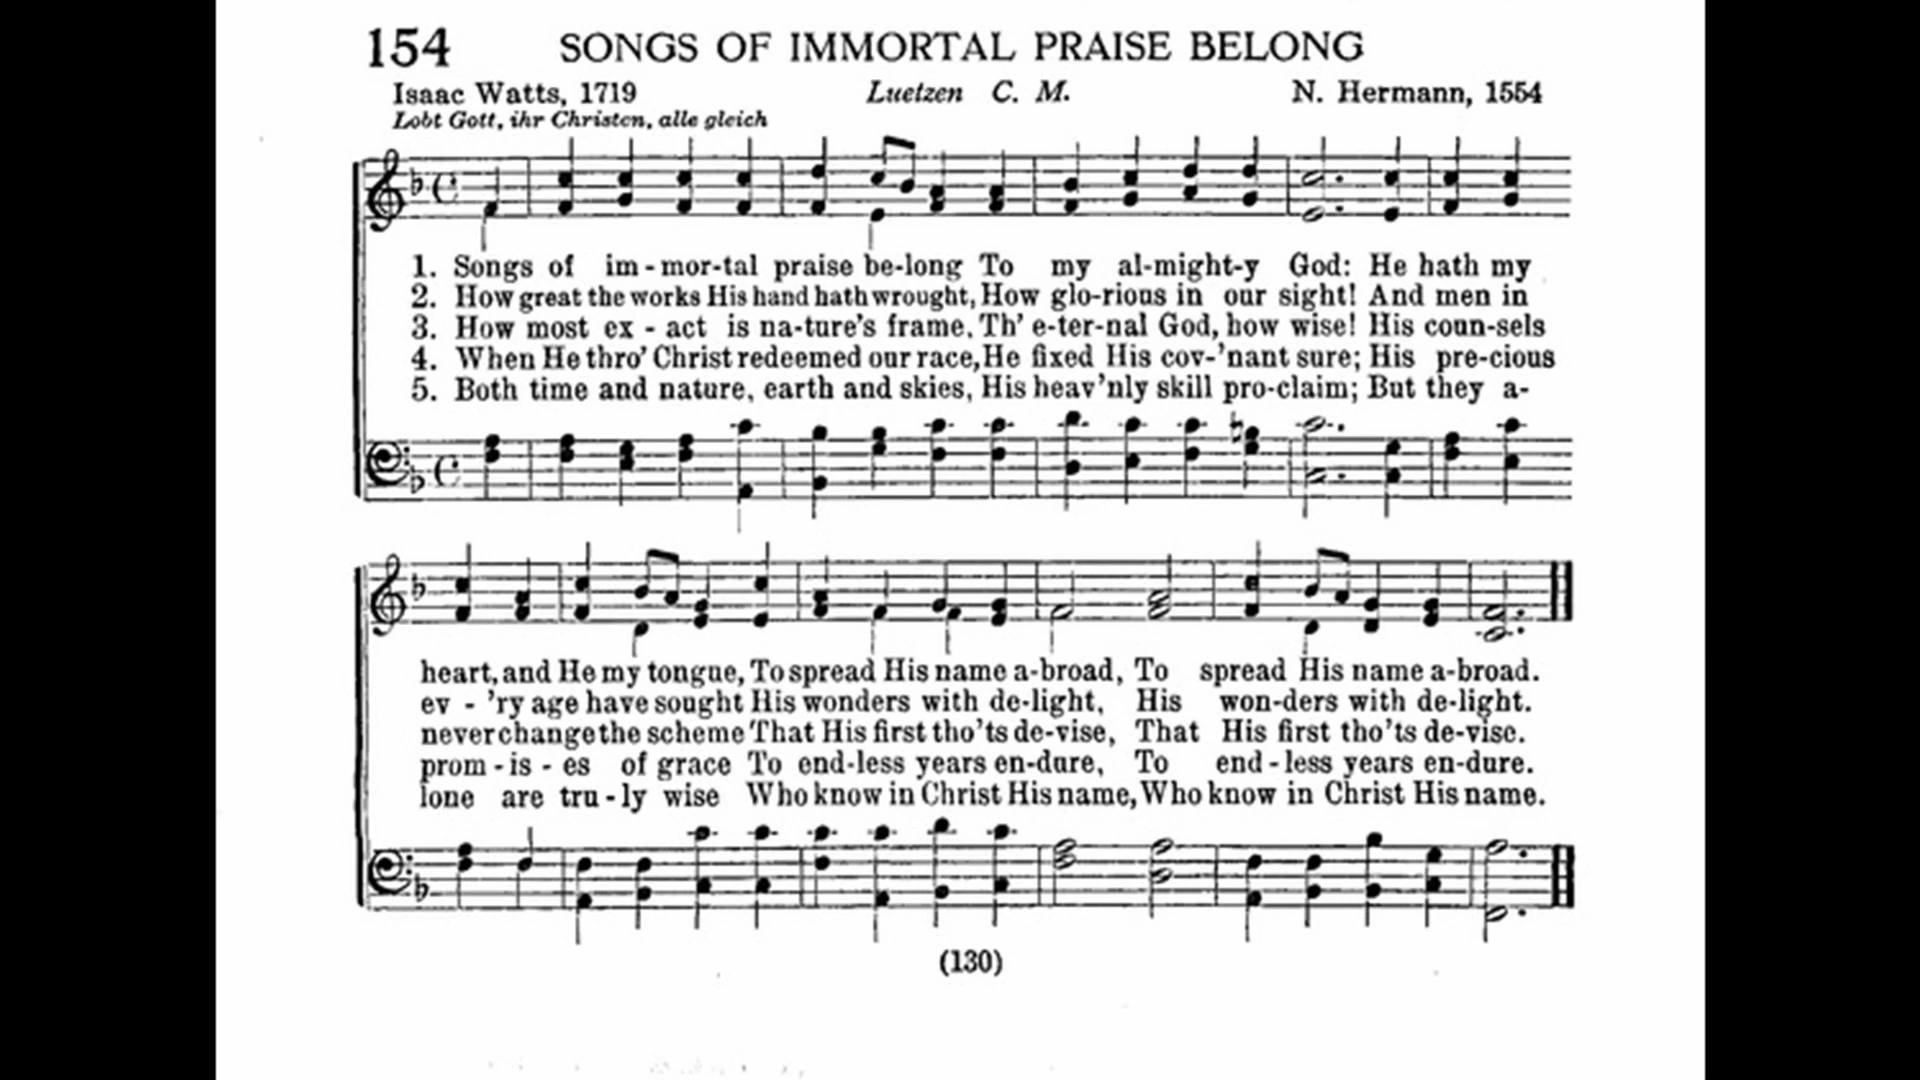 154 SONGS OF IMMORTAL PRAISE BELONG
Isaac Watts, 1719 Luetzen C. M. N. Hermann, 1554
Lobt Gott, ihr Christen, alle gleich
1. Songs of im - mor-tal praise be-long To my al-might-y God: He hath my
2. How great the works His hand hath wrought, How glo-rious in our sight! And men in
3. How most ex - act is na-ture's frame, Th' e-ter-nal God, how wise! His coun-sels
4. When He thro' Christ redeemed our race, He fixed His cov-'nant sure; His pre-cious
5. Both time and nature, earth and skies, His heav'nly skill pro-claim; But they a-
heart, and He my tongue, To spread His name a-broad, To spread His name a-broad.
ev - 'ry age have sought His wonders with de-light, His won-ders with de-light.
never change the scheme That His first tho'ts de-vise, That His first tho'ts de-vise.
prom - is - es of grace To end-less years en-dure, To end - less years en-dure.
lone are tru - ly wise Who know in Christ His name, Who know in Christ His name.
(130)